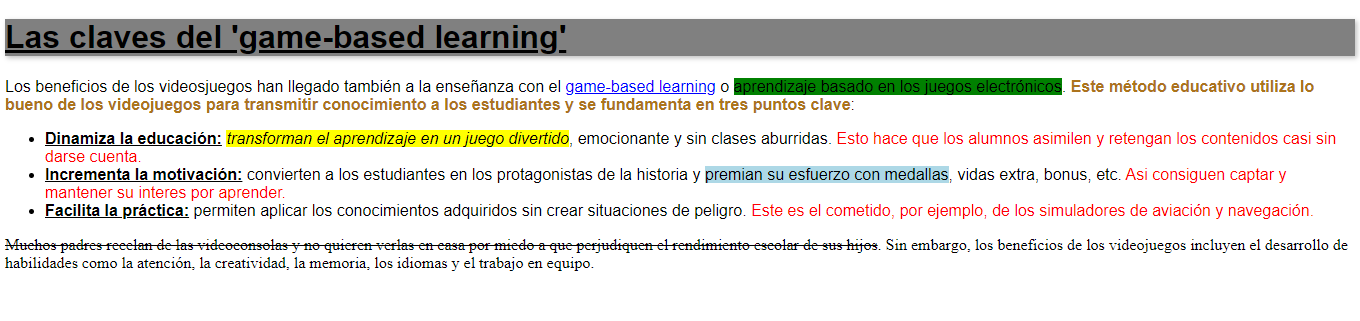 Las claves del 'game-based learning'
Los beneficios de los videosjuegos han llegado también a la enseñanza con el game-based learning o aprendizaje basado en los juegos electrónicos. Este método educativo utiliza lo
bueno de los videojuegos para transmitir conocimiento a los estudiantes y se fundamenta en tres puntos clave:
• Dinamiza la educación: transforman el aprendizaje en un juego divertido, emocionante y sin clases aburridas. Esto hace que los alumnos asimilen y retengan los contenidos casi sin
darse cuenta.
• Incrementa la motivación: convierten a los estudiantes en los protagonistas de la historia y premian su esfuerzo con medallas, vidas extra, bonus, etc. Asi consiguen captar y
mantener su interes por aprender.
• Facilita la práctica: permiten aplicar los conocimientos adquiridos sin crear situaciones de peligro. Este es el cometido, por ejemplo, de los simuladores de aviación y navegación.
Muchos padres recelan de las videoconsolas y no quieren verlas en casa por miedo a que perjudiquen el rendimiento escolar de sus hijos. Sin embargo, los beneficios de los videojuegos incluyen el desarrollo de
habilidades como la atención, la creatividad, la memoria, los idiomas y el trabajo en equipo.